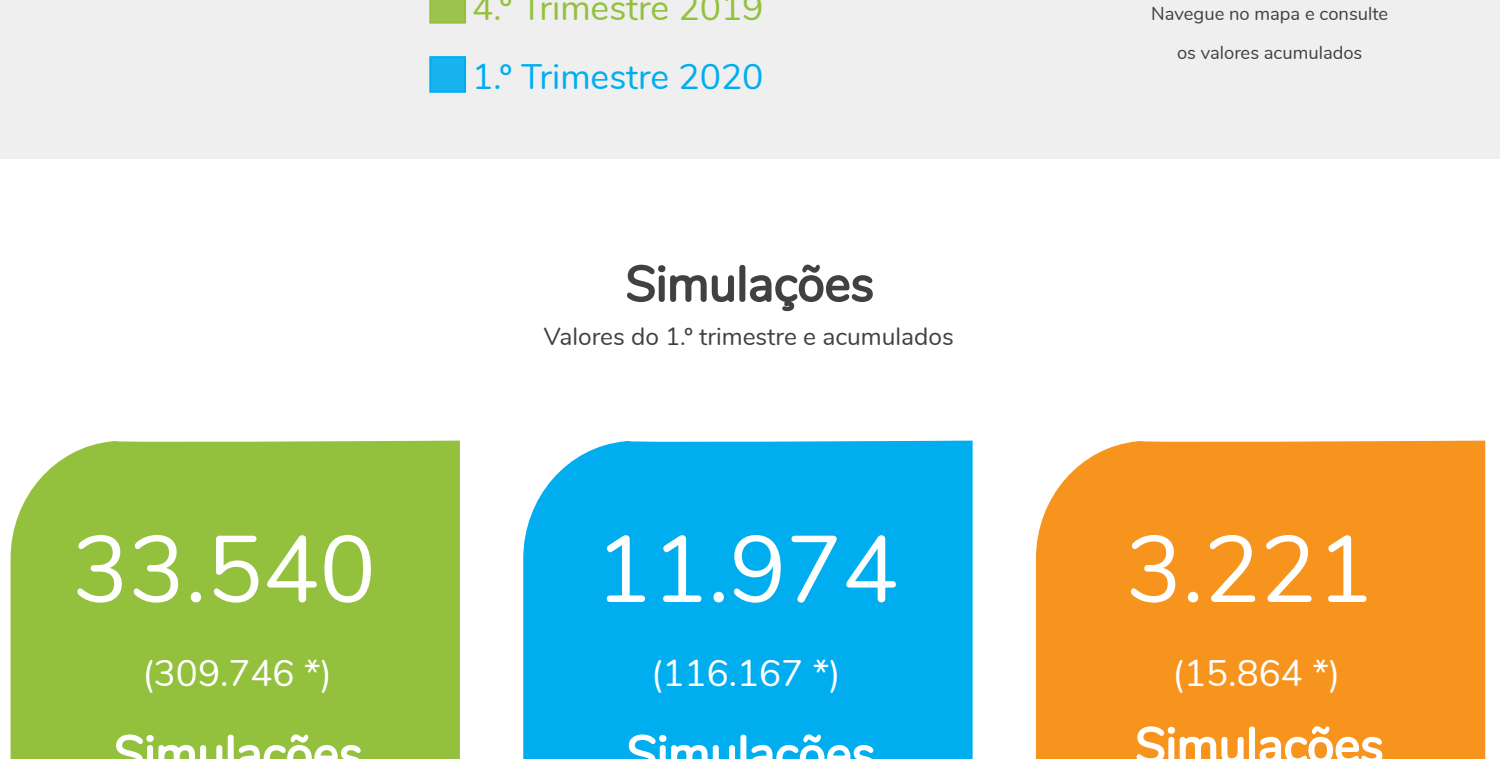 4.º Trimestre 2019
1.º Trimestre 2020
Navegue no mapa e consulte
os valores acumulados
Simulações
Valores do 1.º trimestre e acumulados
33.540
(309.746 *)
Simulações
11.974
(116.167 *)
Simulações
3.221
(15.864 *)
Simulações